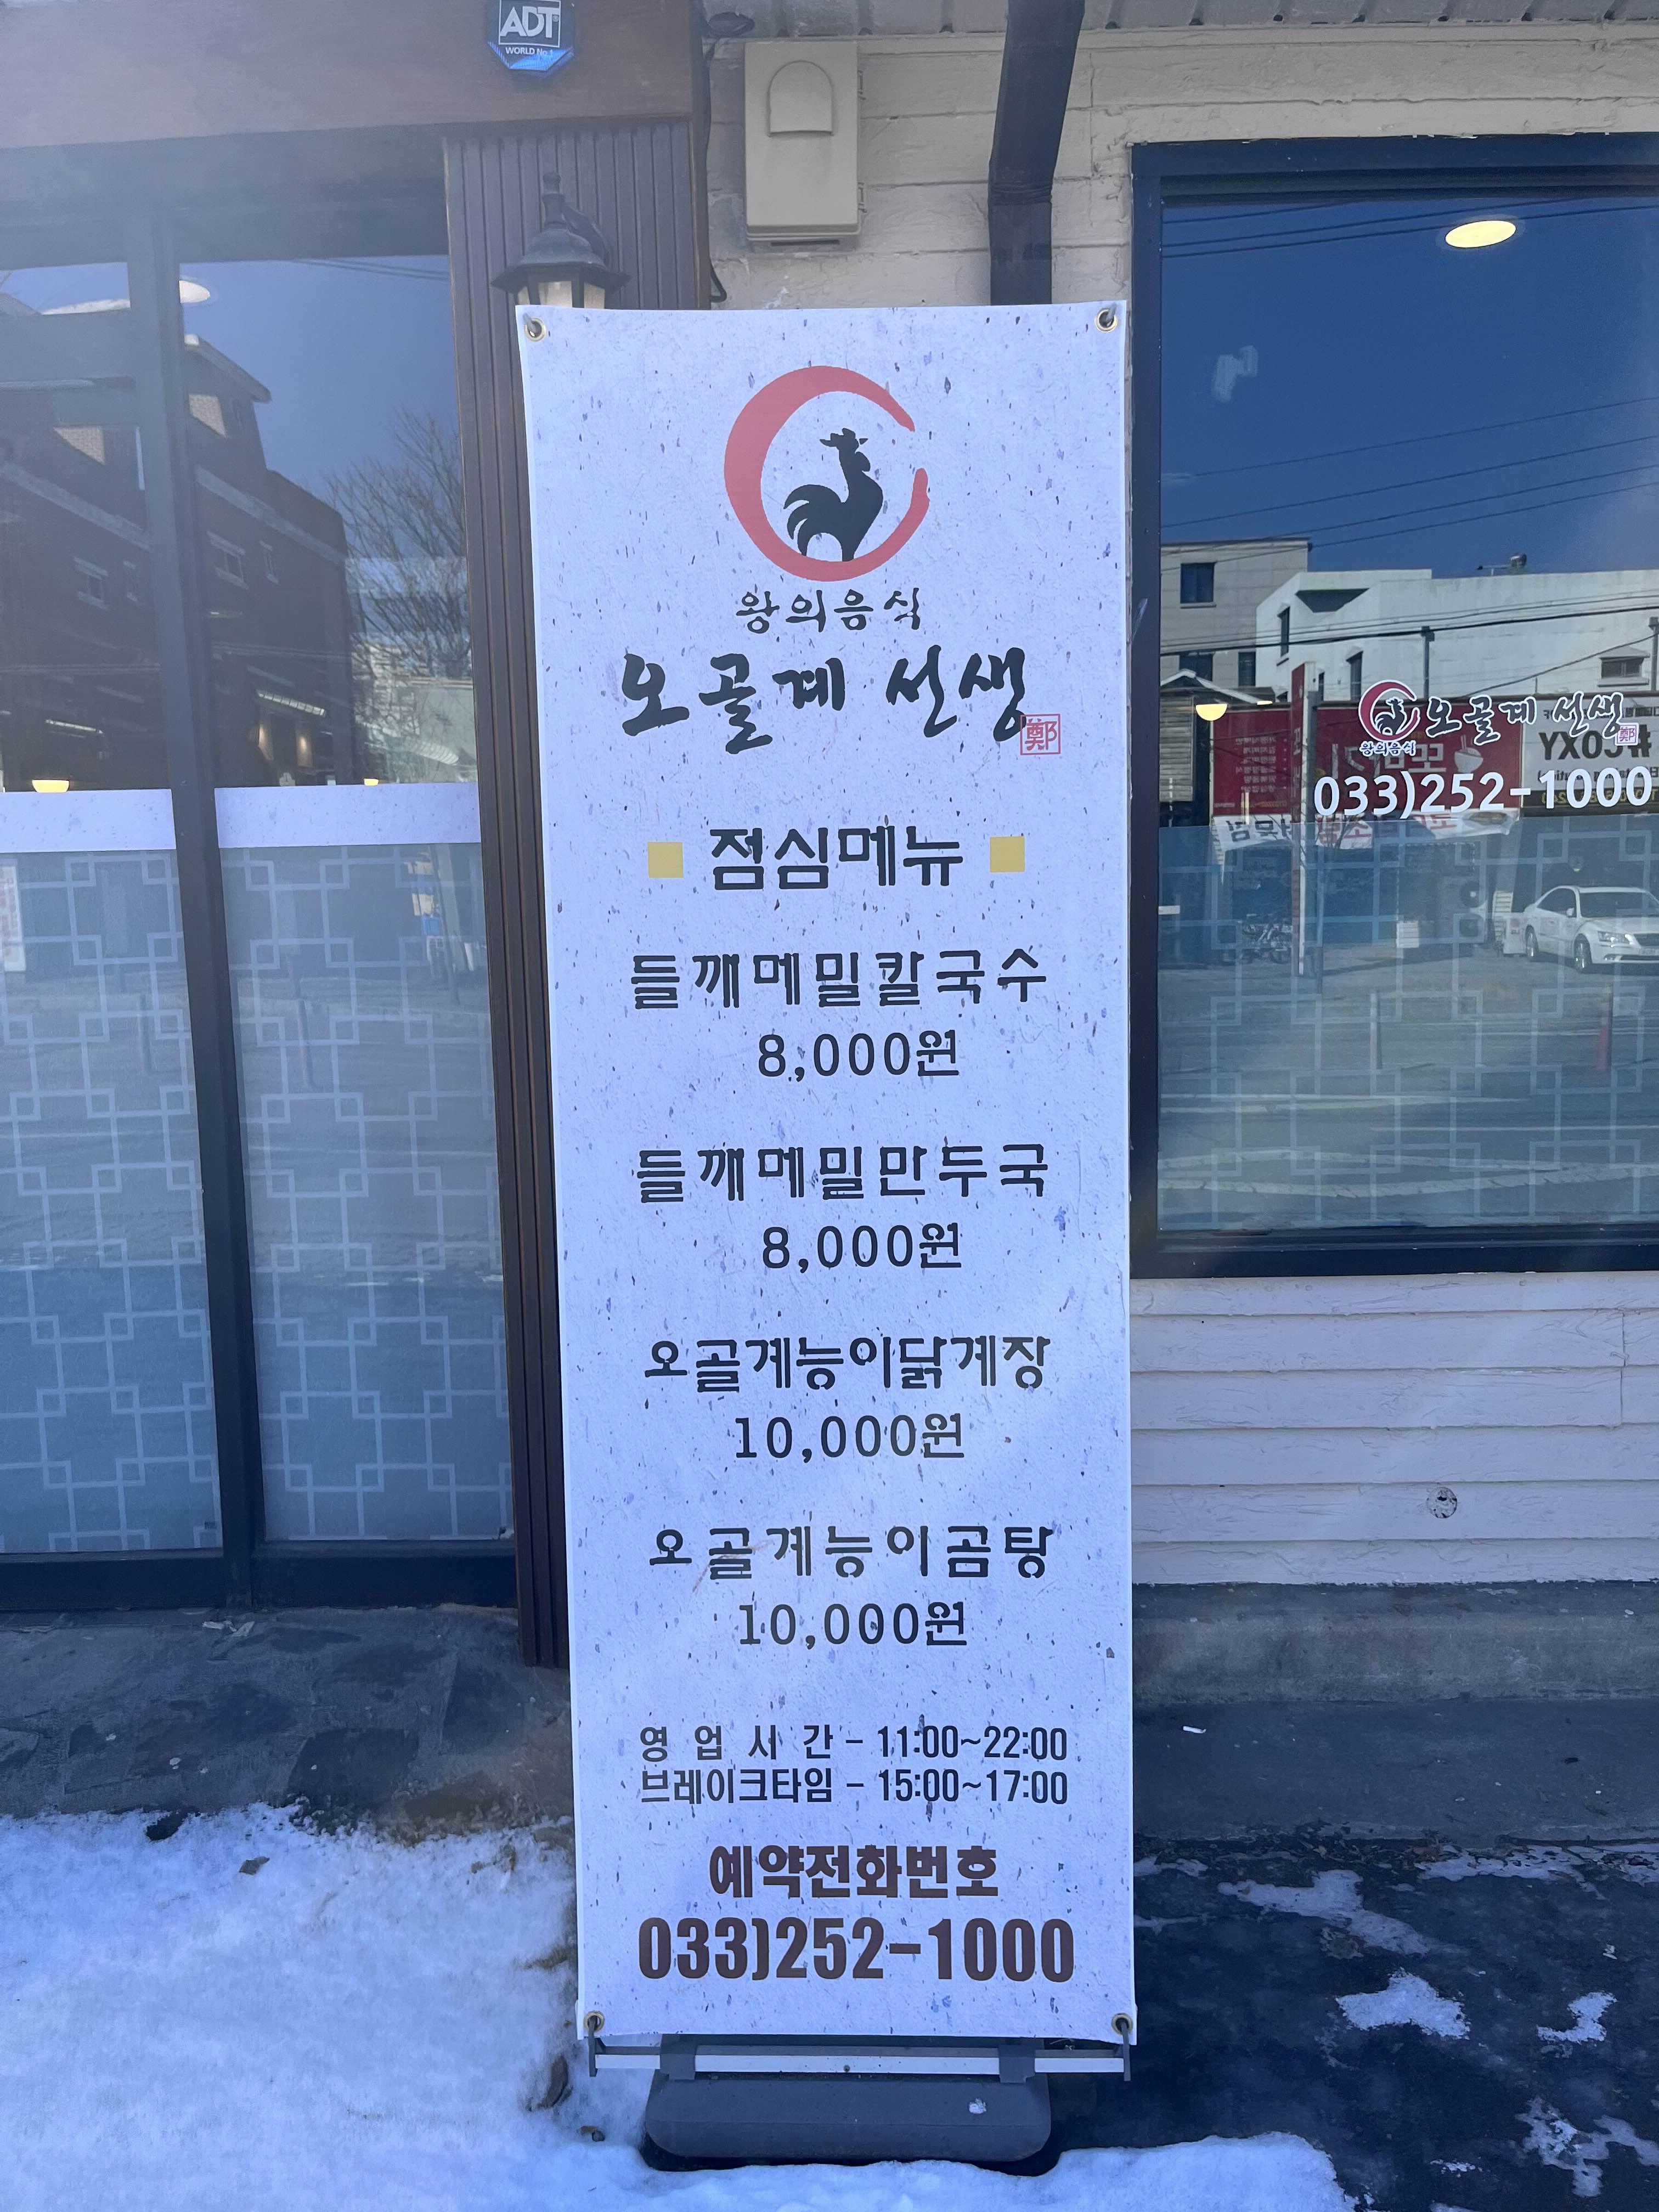 ADT
WORLD No.1
왕의음식
오골계 선생
鄭
점심메뉴
들깨메밀칼국수
8,000원
들깨메밀만두국
8,000원
오골계능이닭계장
10,000원
오골계능이곰탕
10,000원
영업시간 - 11:00~22:00
브레이크타임 - 15:00~17:00
예약전화번호
033)252-1000
오골계 선생
鄭
왕의음식
033)252-1000